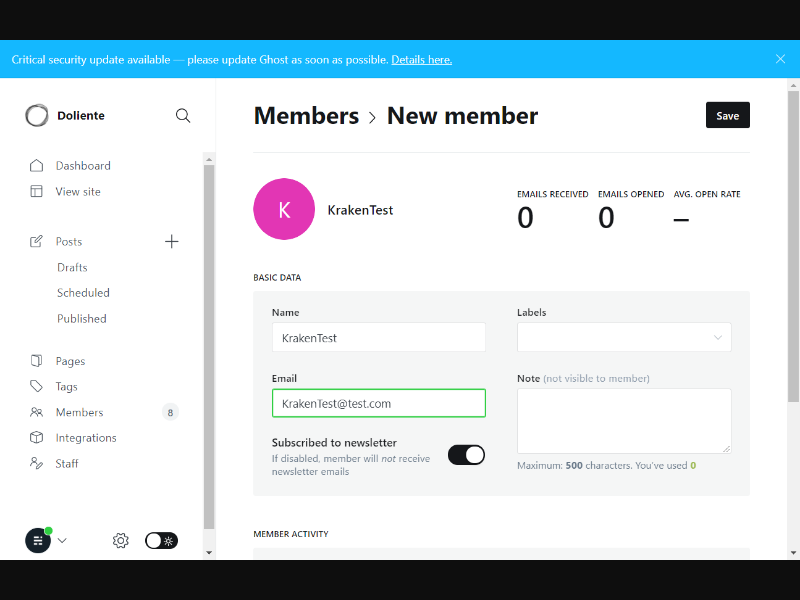 Critical security update available — please update Ghost as soon as possible. Details here.
Doliente
Dashboard
View site
Posts
Drafts
Scheduled
Published
Pages
Tags
Members 8
Integrations
Staff
Members > New member
Save
K
KrakenTest
EMAILS RECEIVED EMAILS OPENED AVG. OPEN RATE
0 0 –
BASIC DATA
Name
KrakenTest
Email
KrakenTest@test.com
Subscribed to newsletter
If disabled, member will not receive
newsletter emails
Labels
Note (not visible to member)
Maximum: 500 characters. You've used 0
MEMBER ACTIVITY